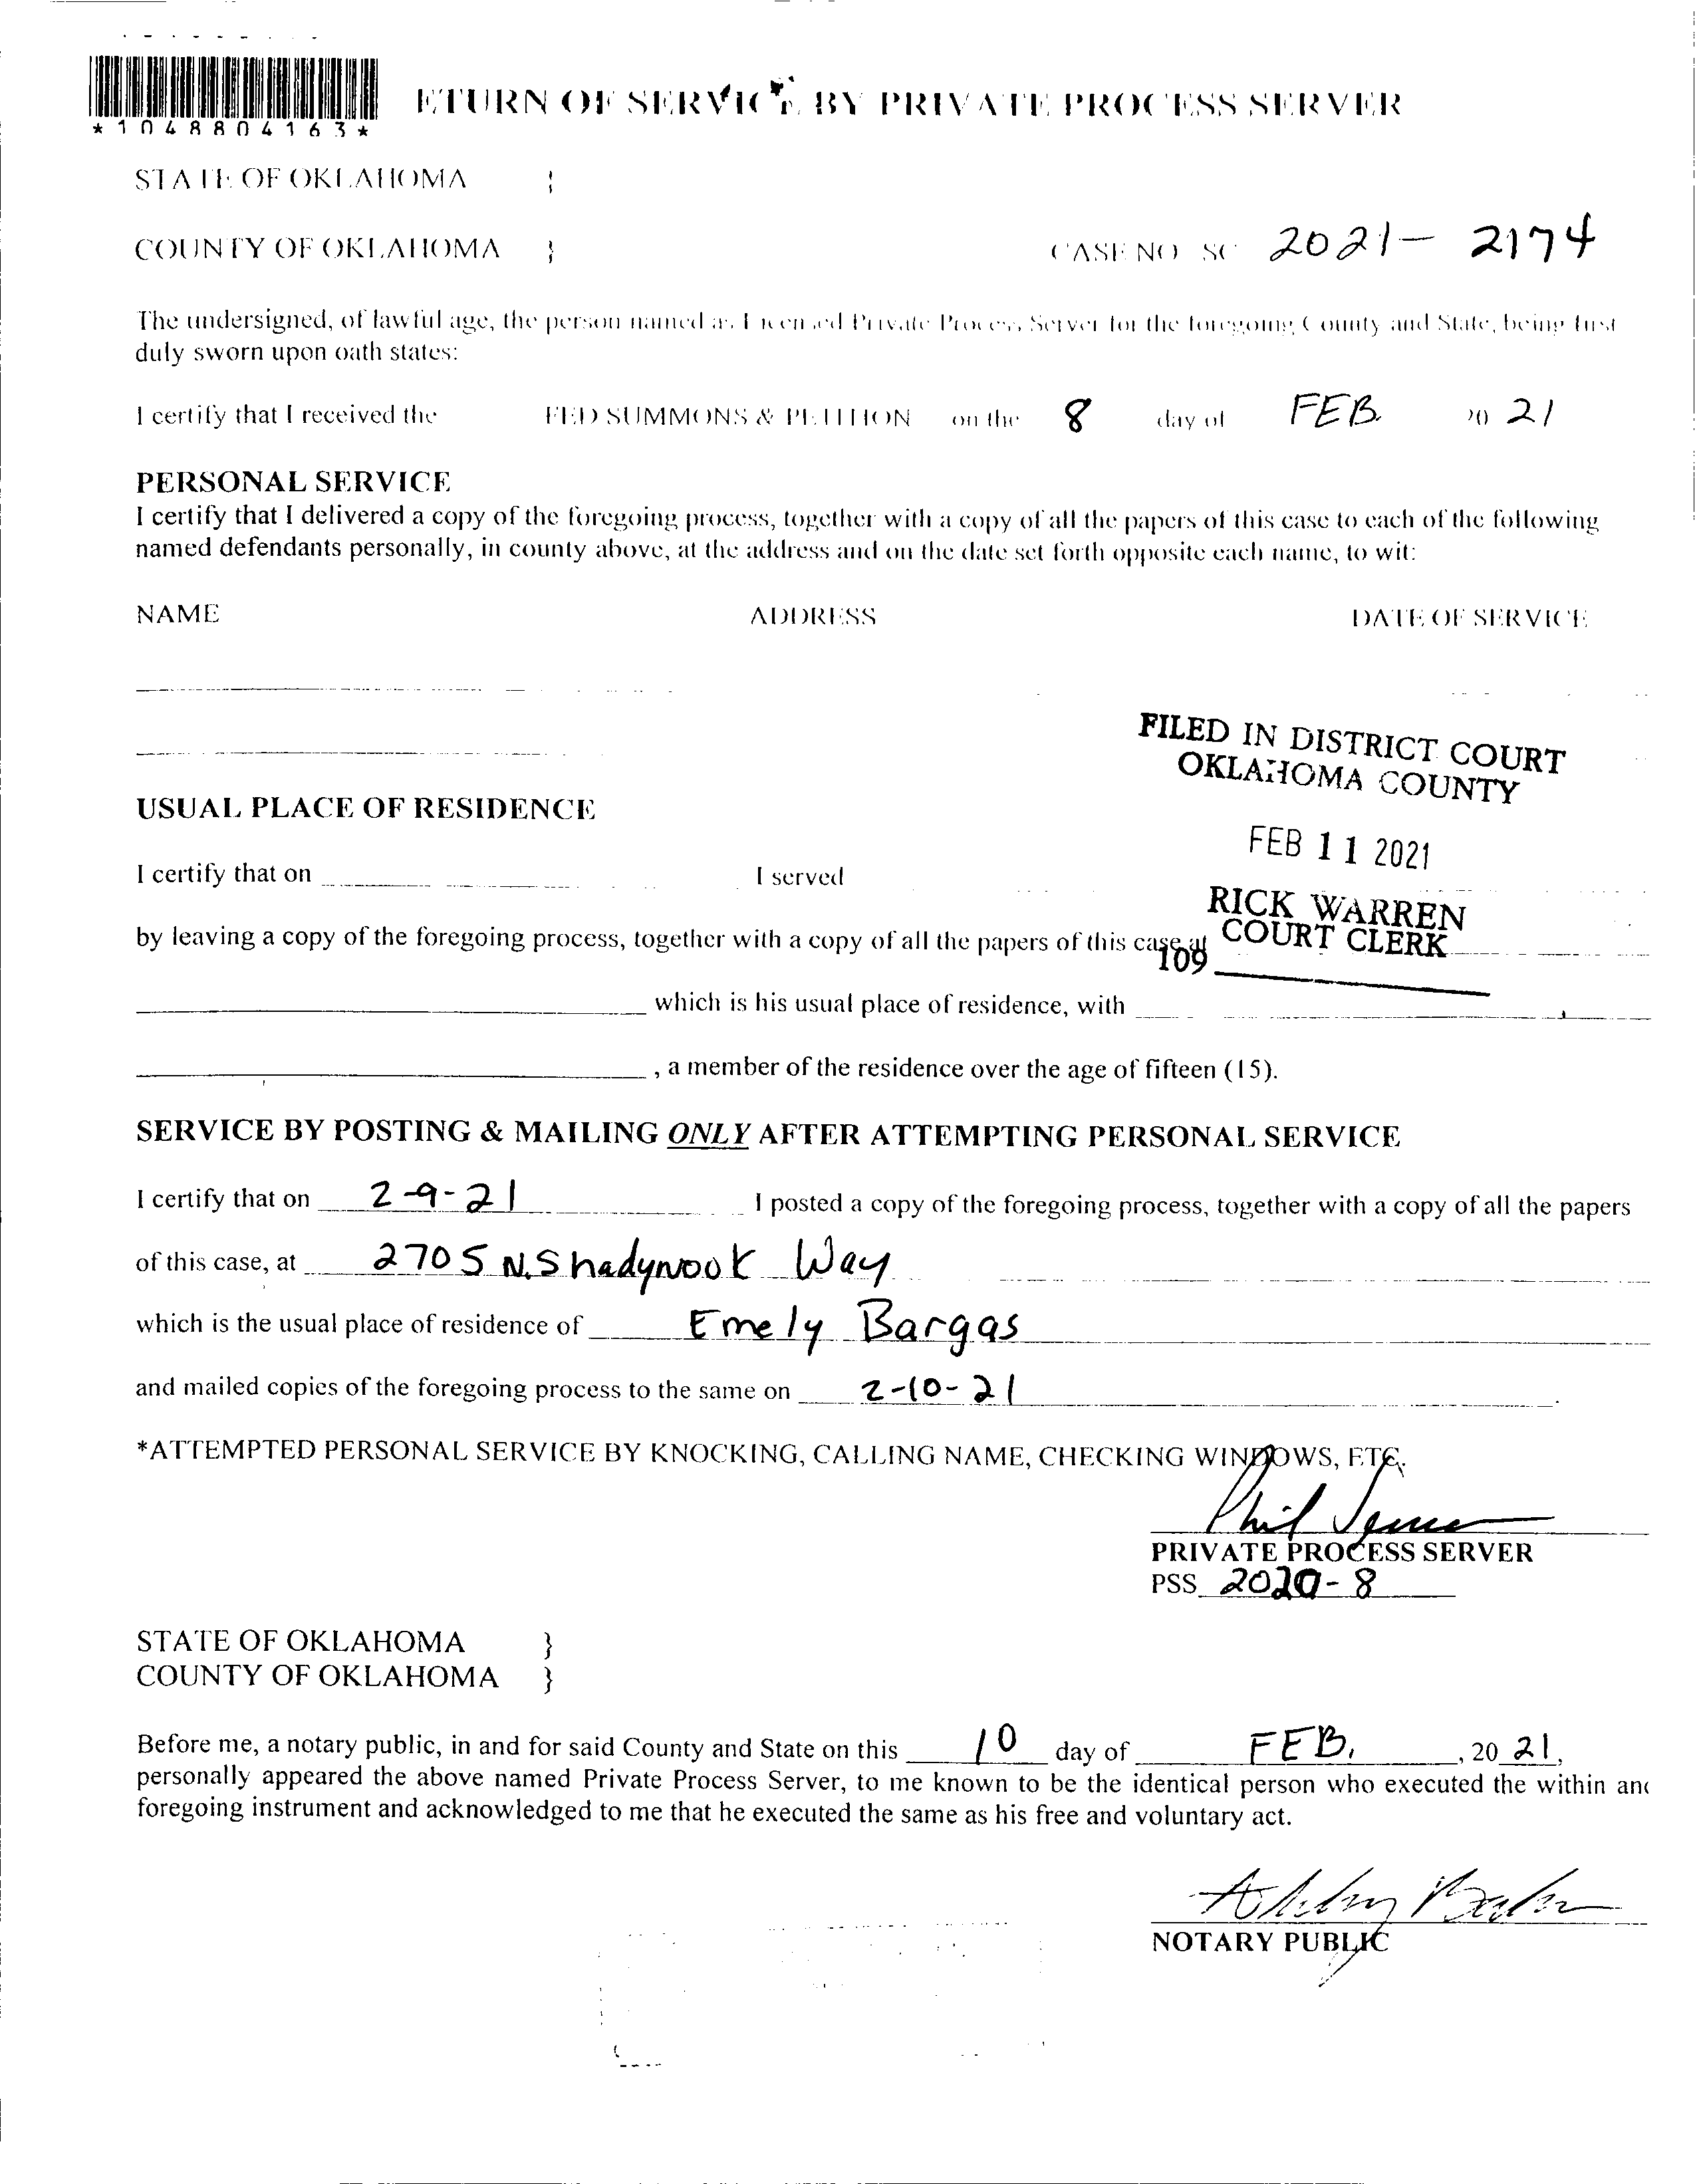 *1048804163*
ETURN OF SERVICE BY PRIVATE PROCESS SERVER
STATE OF OKLAHOMA }
COUNTY OF OKLAHOMA } CASE NO SC 2021- 2174
The undersigned, of lawful age, the person named as Licensed Private Process Server for the foregoing County and State, being first
duly sworn upon oath states:
I certify that I received the FED SUMMONS & PETITION on the 8 day of FEB. 20 21
PERSONAL SERVICE
I certify that I delivered a copy of the foregoing process, together with a copy of all the papers of this case to each of the following
named defendants personally, in county above, at the address and on the date set forth opposite each name, to wit:
NAME ADDRESS DATE OF SERVICE
FILED IN DISTRICT COURT
OKLAHOMA COUNTY
FEB 11 2021
RICK WARREN
COURT CLERK
109
USUAL PLACE OF RESIDENCE
I certify that on I served
by leaving a copy of the foregoing process, together with a copy of all the papers of this case at
which is his usual place of residence, with
, a member of the residence over the age of fifteen (15).
SERVICE BY POSTING & MAILING ONLY AFTER ATTEMPTING PERSONAL SERVICE
I certify that on 2-9-21 I posted a copy of the foregoing process, together with a copy of all the papers
of this case, at 2705 N. Shadynook Way
which is the usual place of residence of Emely Bargas
and mailed copies of the foregoing process to the same on 2-10-21.
*ATTEMPTED PERSONAL SERVICE BY KNOCKING, CALLING NAME, CHECKING WINDOWS, ETC.
Phil
PRIVATE PROCESS SERVER
PSS 2020-8
STATE OF OKLAHOMA }
COUNTY OF OKLAHOMA }
Before me, a notary public, in and for said County and State on this 10 day of FEB. , 20 21,
personally appeared the above named Private Process Server, to me known to be the identical person who executed the within and
foregoing instrument and acknowledged to me that he executed the same as his free and voluntary act.
NOTARY PUBLIC